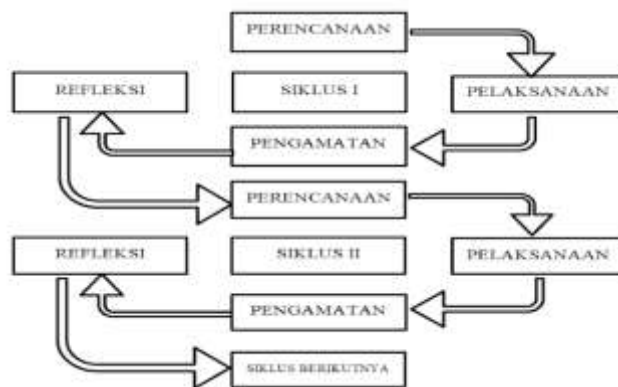 PERENCANAAN
REFLEKSI
SIKLUS I
PELAKSANAAN
PENGAMATAN
PERENCANAAN
REFLEKSI
SIKLUS II
PELAKSANAAN
PENGAMATAN
SIKLUS BERIKUTNYA